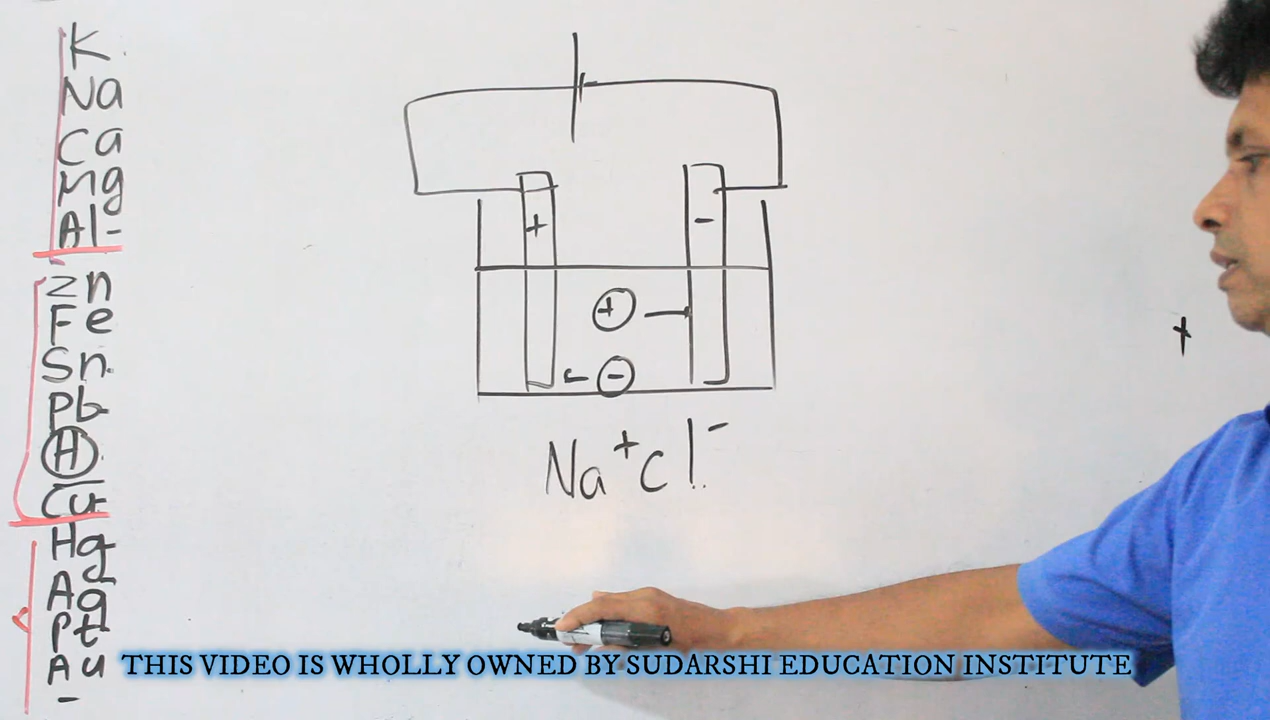 K
Na
Ca
Mg
Al
Zn
Fe
Sn
Pb
H
Cu
Hg
Ag
Pt
Au
+ -
+
-
Na⁺Cl⁻
+
THIS VIDEO IS WHOLLY OWNED BY SUDARSHI EDUCATION INSTITUTE